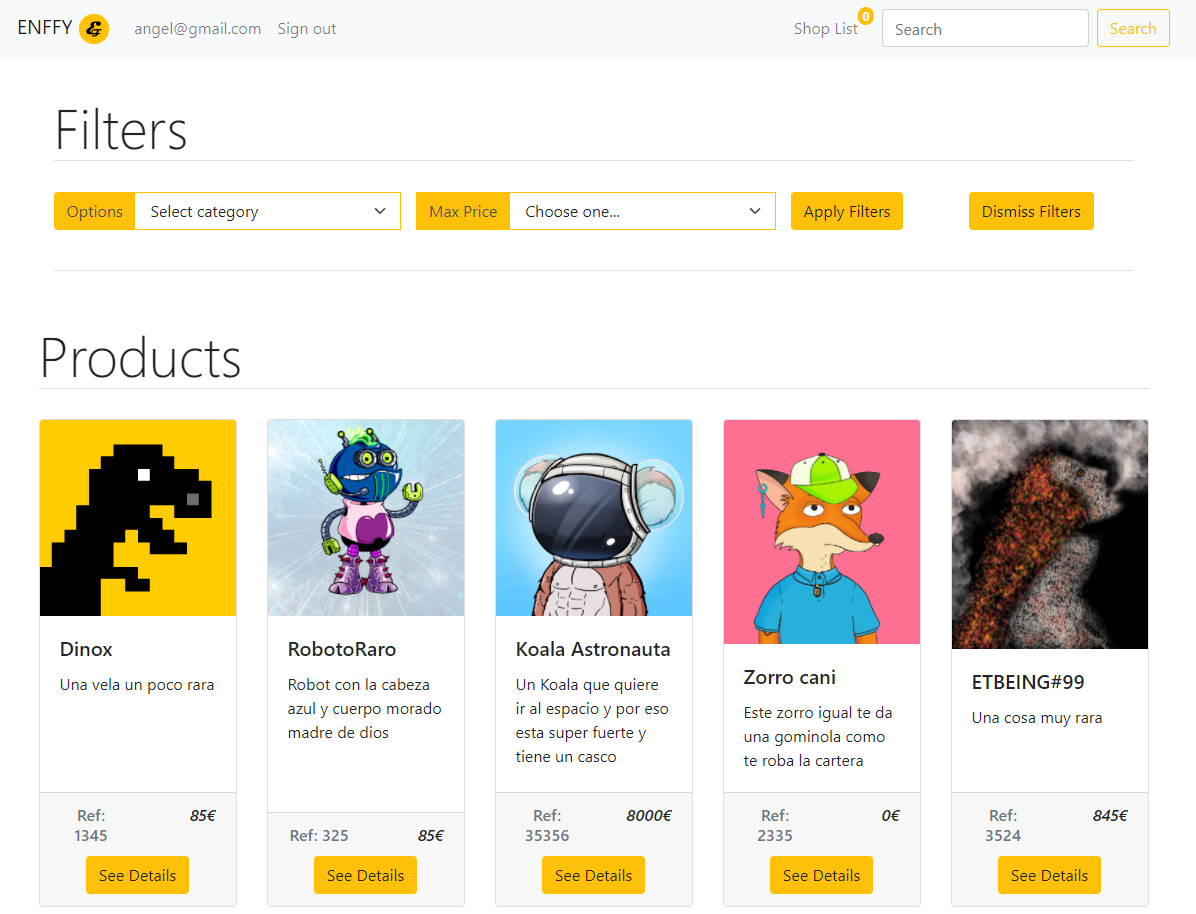 ENFFY & angel@gmail.com Sign out Shop List 0 Search Search
Filters
Options Select category Max Price Choose one... Apply Filters Dismiss Filters
Products
Dinox
Una vela un poco rara
Ref: 1345
85€
See Details
RobotoRaro
Robot con la cabeza
azul y cuerpo morado
madre de dios
Ref: 325
85€
See Details
Koala Astronauta
Un Koala que quiere
ir al espacio y por eso
esta super fuerte y
tiene un casco
Ref: 35356
8000€
See Details
Zorro cani
Este zorro igual te da
una gominola como
te roba la cartera
Ref: 2335
0€
See Details
ETBEING#99
Una cosa muy rara
Ref: 3524
845€
See Details